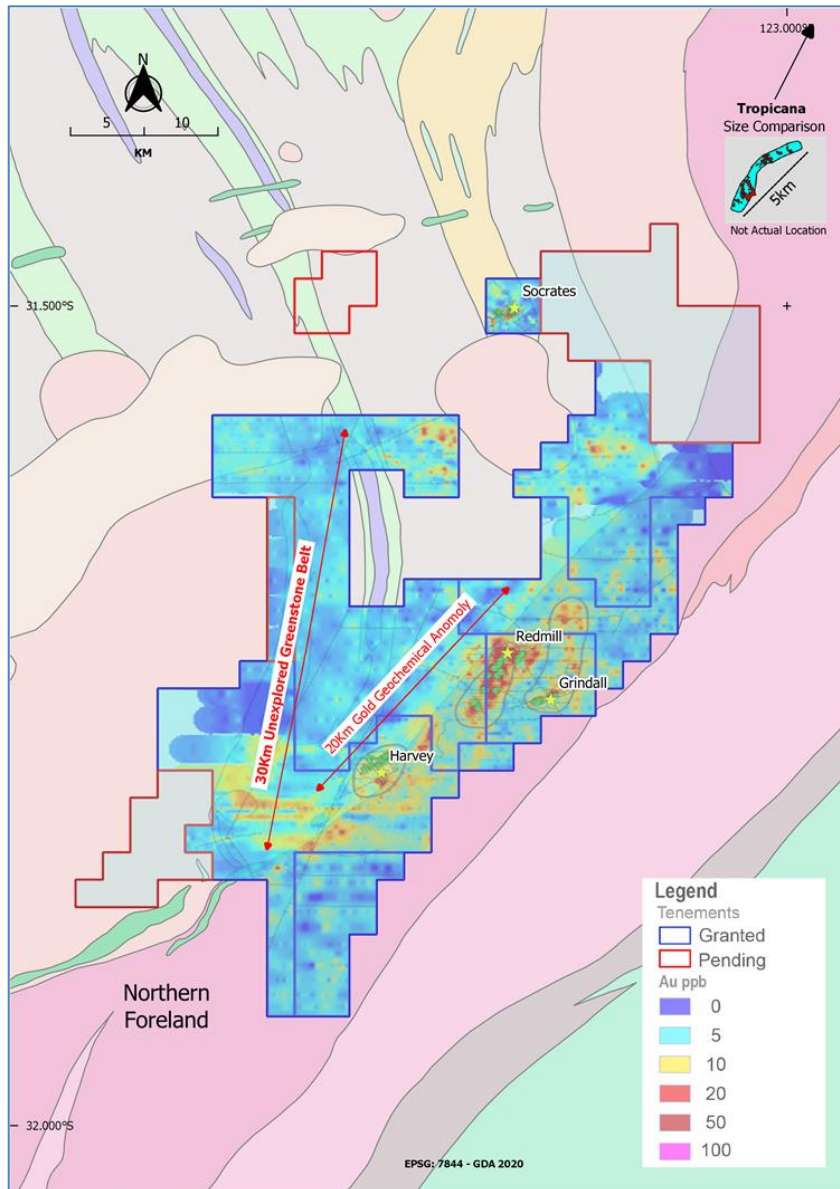 123.000°S
N
5 10
KM
Tropicana
Size Comparison
5km
Not Actual Location
31.500°S
Socrates
30Km Unexplored Greenstone Belt
20Km Gold Geochemical Anomoly
Redmill
Grindall
Harvey
Northern
Foreland
Legend
Tenements
Granted
Pending
Au ppb
0
5
10
20
50
100
32.000°S
EPSG: 7844 - GDA 2020